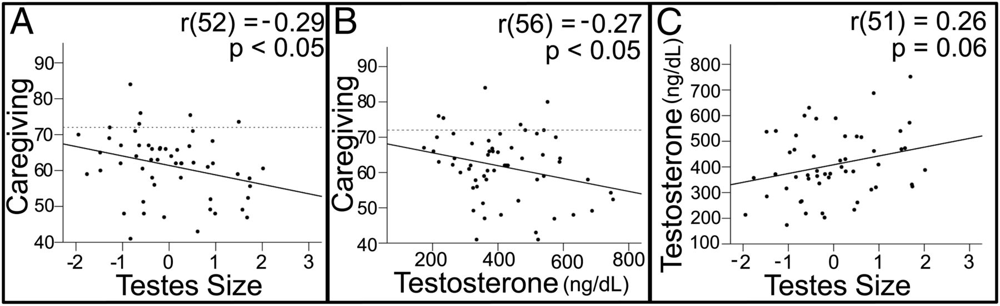 A
r(52) = -0.29
p < 0.05
Caregiving
90
80
70
60
50
40
-2 -1 0 1 2 3
Testes Size
B
r(56) = -0.27
p < 0.05
Caregiving
90
80
70
60
50
40
200 400 600 800
Testosterone (ng/dL)
C
r(51) = 0.26
p = 0.06
Testosterone (ng/dL)
800
700
600
500
400
300
200
100
-2 -1 0 1 2 3
Testes Size